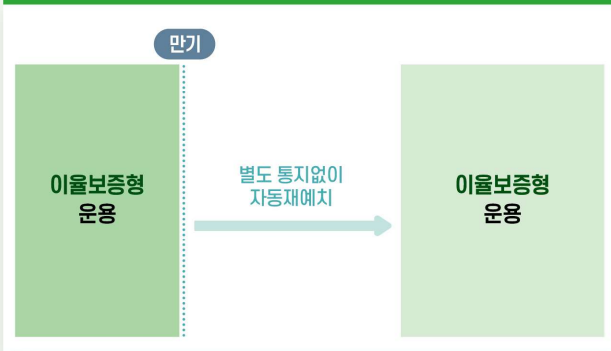 만기
이율보증형
운용
별도 통지없이
자동재예치
이율보증형
운용